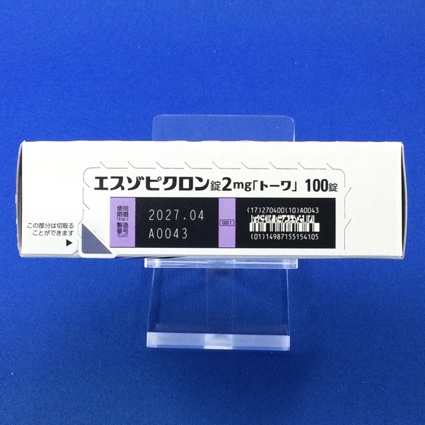 エスゾピクロン錠2mg「トーワ」 100錠
使用期限(Exp.) 2027.04
製造番号 A0043
051
(17)270400(10)A0043
(01)14987155154105
この部分は切取る
ことができます